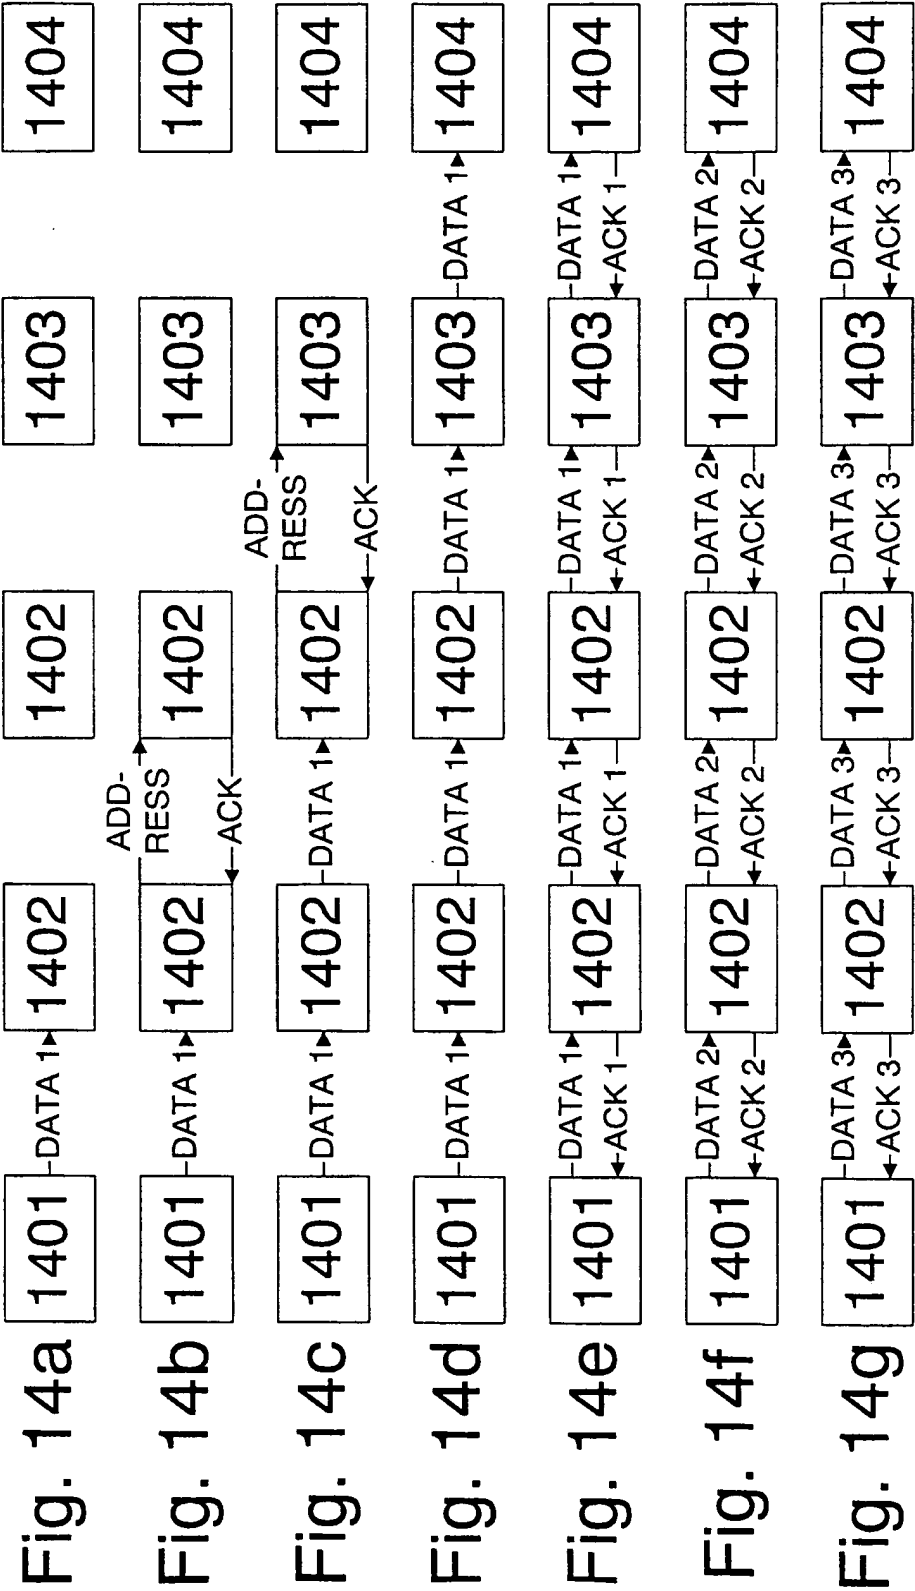 Fig. 14a 1401 DATA 1 1402 1402 1403 1404
Fig. 14b 1401 DATA 1 1402 ADD-
RESS
ACK 1402 1403 1404
Fig. 14c 1401 DATA 1 1402 DATA 1 1402 ADD-
RESS
ACK 1403 1404
Fig. 14d 1401 DATA 1 1402 DATA 1 1402 DATA 1 1403 DATA 1 1404
Fig. 14e 1401 DATA 1 1402 DATA 1 1402 DATA 1 1403 DATA 1 1404
ACK 1 ACK 1 ACK 1 ACK 1
Fig. 14f 1401 DATA 2 1402 DATA 2 1402 DATA 2 1403 DATA 2 1404
ACK 2 ACK 2 ACK 2 ACK 2
Fig. 14g 1401 DATA 3 1402 DATA 3 1402 DATA 3 1403 DATA 3 1404
ACK 3 ACK 3 ACK 3 ACK 3